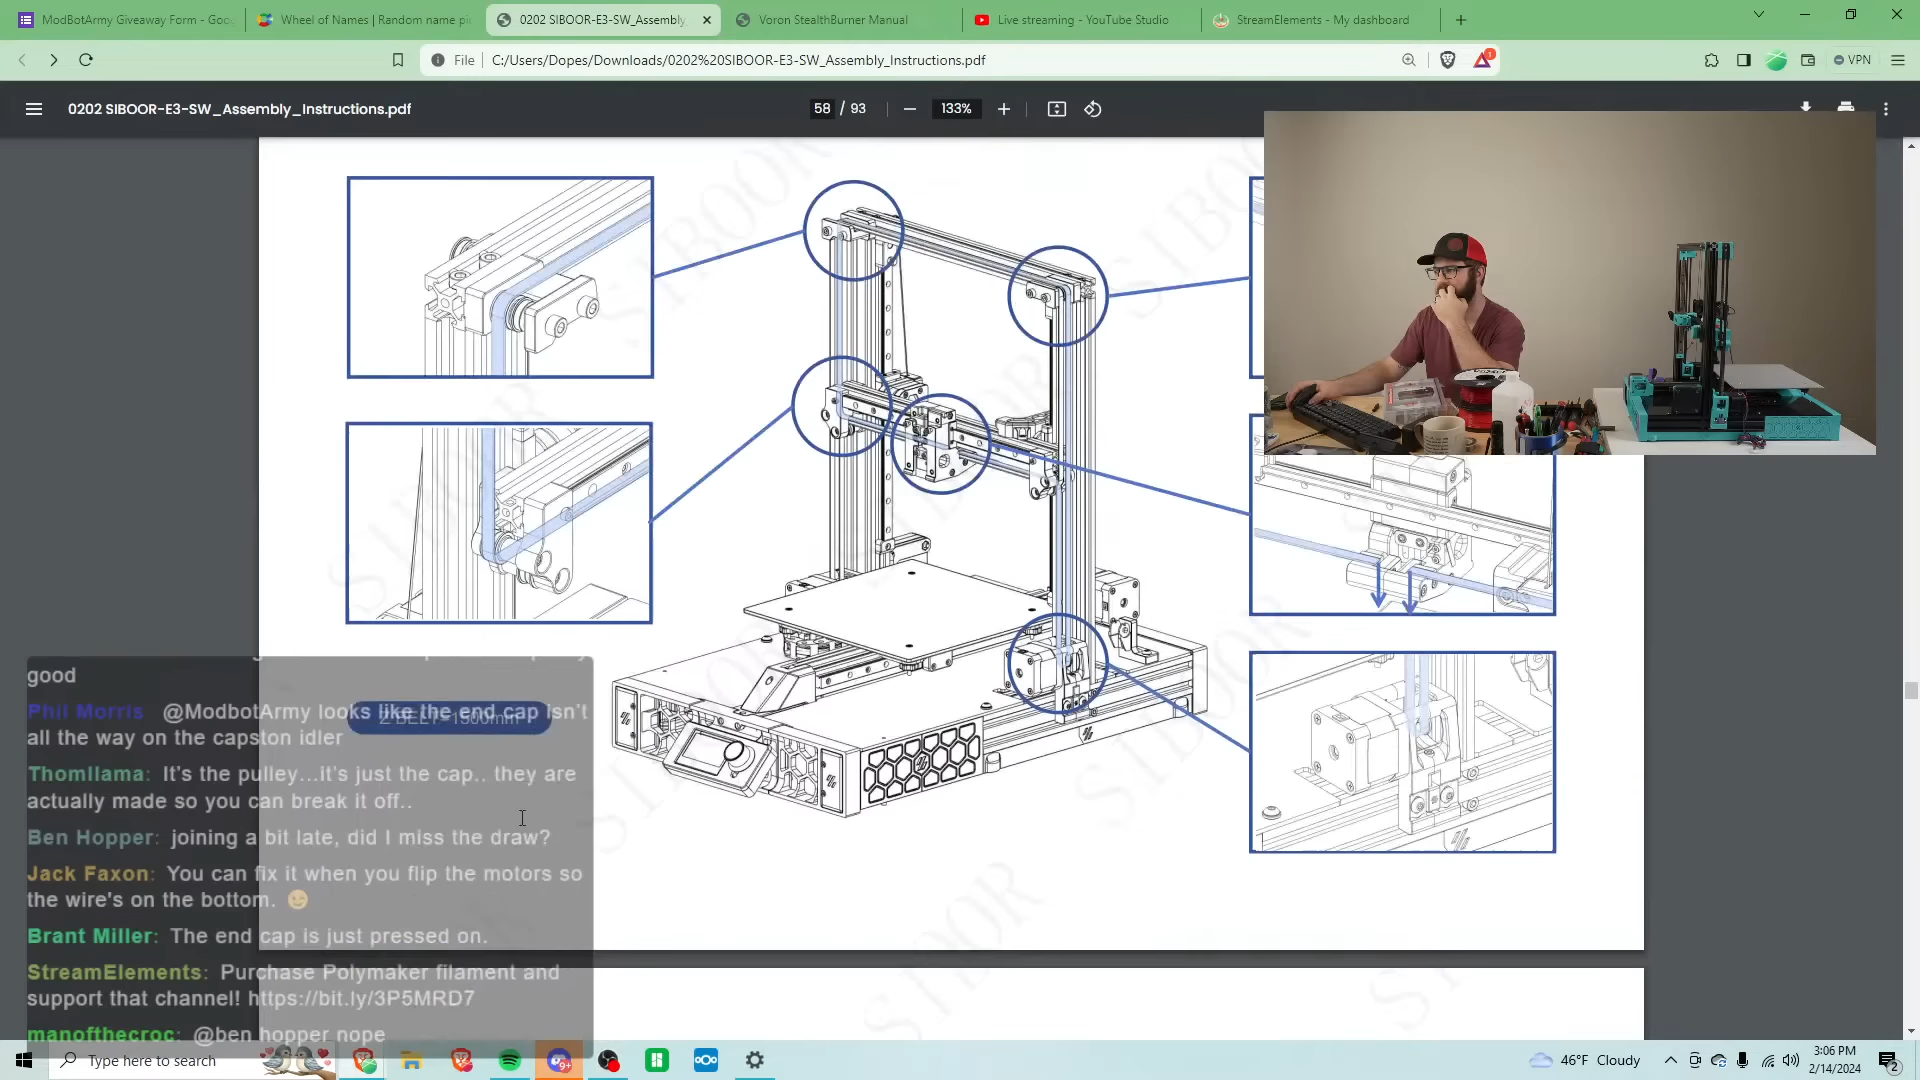 ModBotArmy Giveaway Form - Goo
Wheel of Names | Random name pi
0202 SIBOOR-E3-SW_Assembly
Voron StealthBurner Manual
Live streaming - YouTube Studio
StreamElements - My dashboard
File
C:/Users/Dopes/Downloads/0202%20SIBOOR-E3-SW_Assembly_Instructions.pdf
1
VPN
0202 SIBOOR-E3-SW_Assembly_Instructions.pdf
58 / 93
133%
SIBOOR
Z BELT=1500mm
good
Phil Morris @ModbotArmy looks like the end cap isn't
all the way on the capston idler
Thomllama: It's the pulley...it's just the cap.. they are
actually made so you can break it off..
Ben Hopper: joining a bit late, did I miss the draw?
Jack Faxon: You can fix it when you flip the motors so
the wire's on the bottom. 😉
Brant Miller: The end cap is just pressed on.
StreamElements: Purchase Polymaker filament and
support that channel! https://bit.ly/3P5MRD7
manofthecroc: @ben hopper nope
Type here to search
9+
46°F Cloudy
3:06 PM
2/14/2024
2